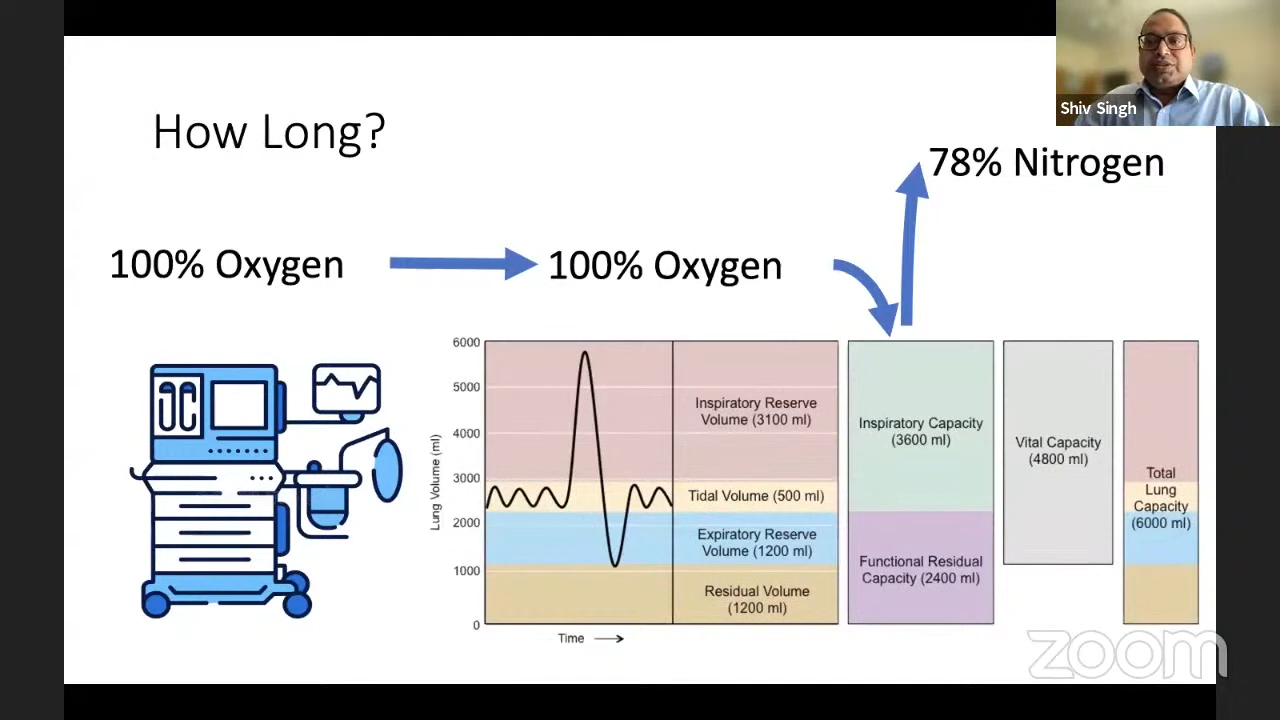 Shiv Singh
How Long?
78% Nitrogen
100% Oxygen
100% Oxygen
6000
5000
4000
3000
2000
1000
0
Lung Volume (ml)
Time
Inspiratory Reserve
Volume (3100 ml)
Tidal Volume (500 ml)
Expiratory Reserve
Volume (1200 ml)
Residual Volume
(1200 ml)
Inspiratory Capacity
(3600 ml)
Functional Residual
Capacity (2400 ml)
Vital Capacity
(4800 ml)
Total
Lung
Capacity
(6000 ml)
zoom